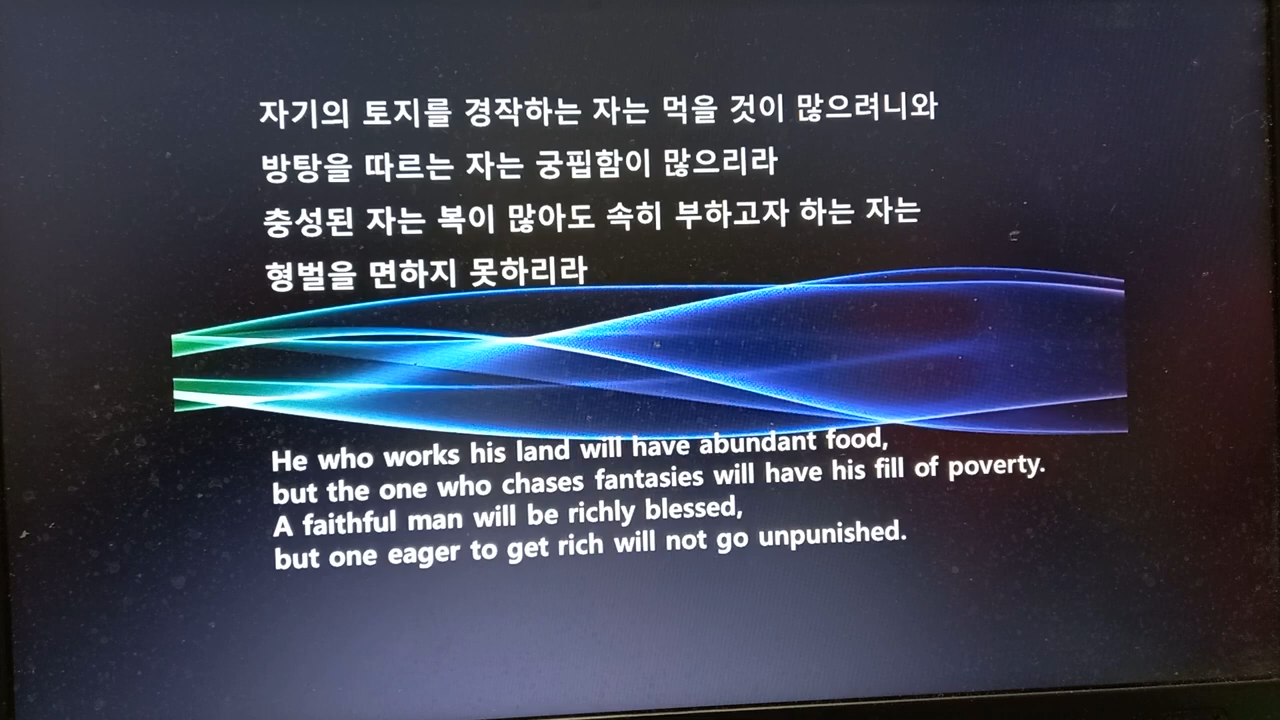 자기의 토지를 경작하는 자는 먹을 것이 많으려니와
방탕을 따르는 자는 궁핍함이 많으리라
충성된 자는 복이 많아도 속히 부하고자 하는 자는
형벌을 면하지 못하리라
He who works his land will have abundant food,
but the one who chases fantasies will have his fill of poverty.
A faithful man will be richly blessed,
but one eager to get rich will not go unpunished.